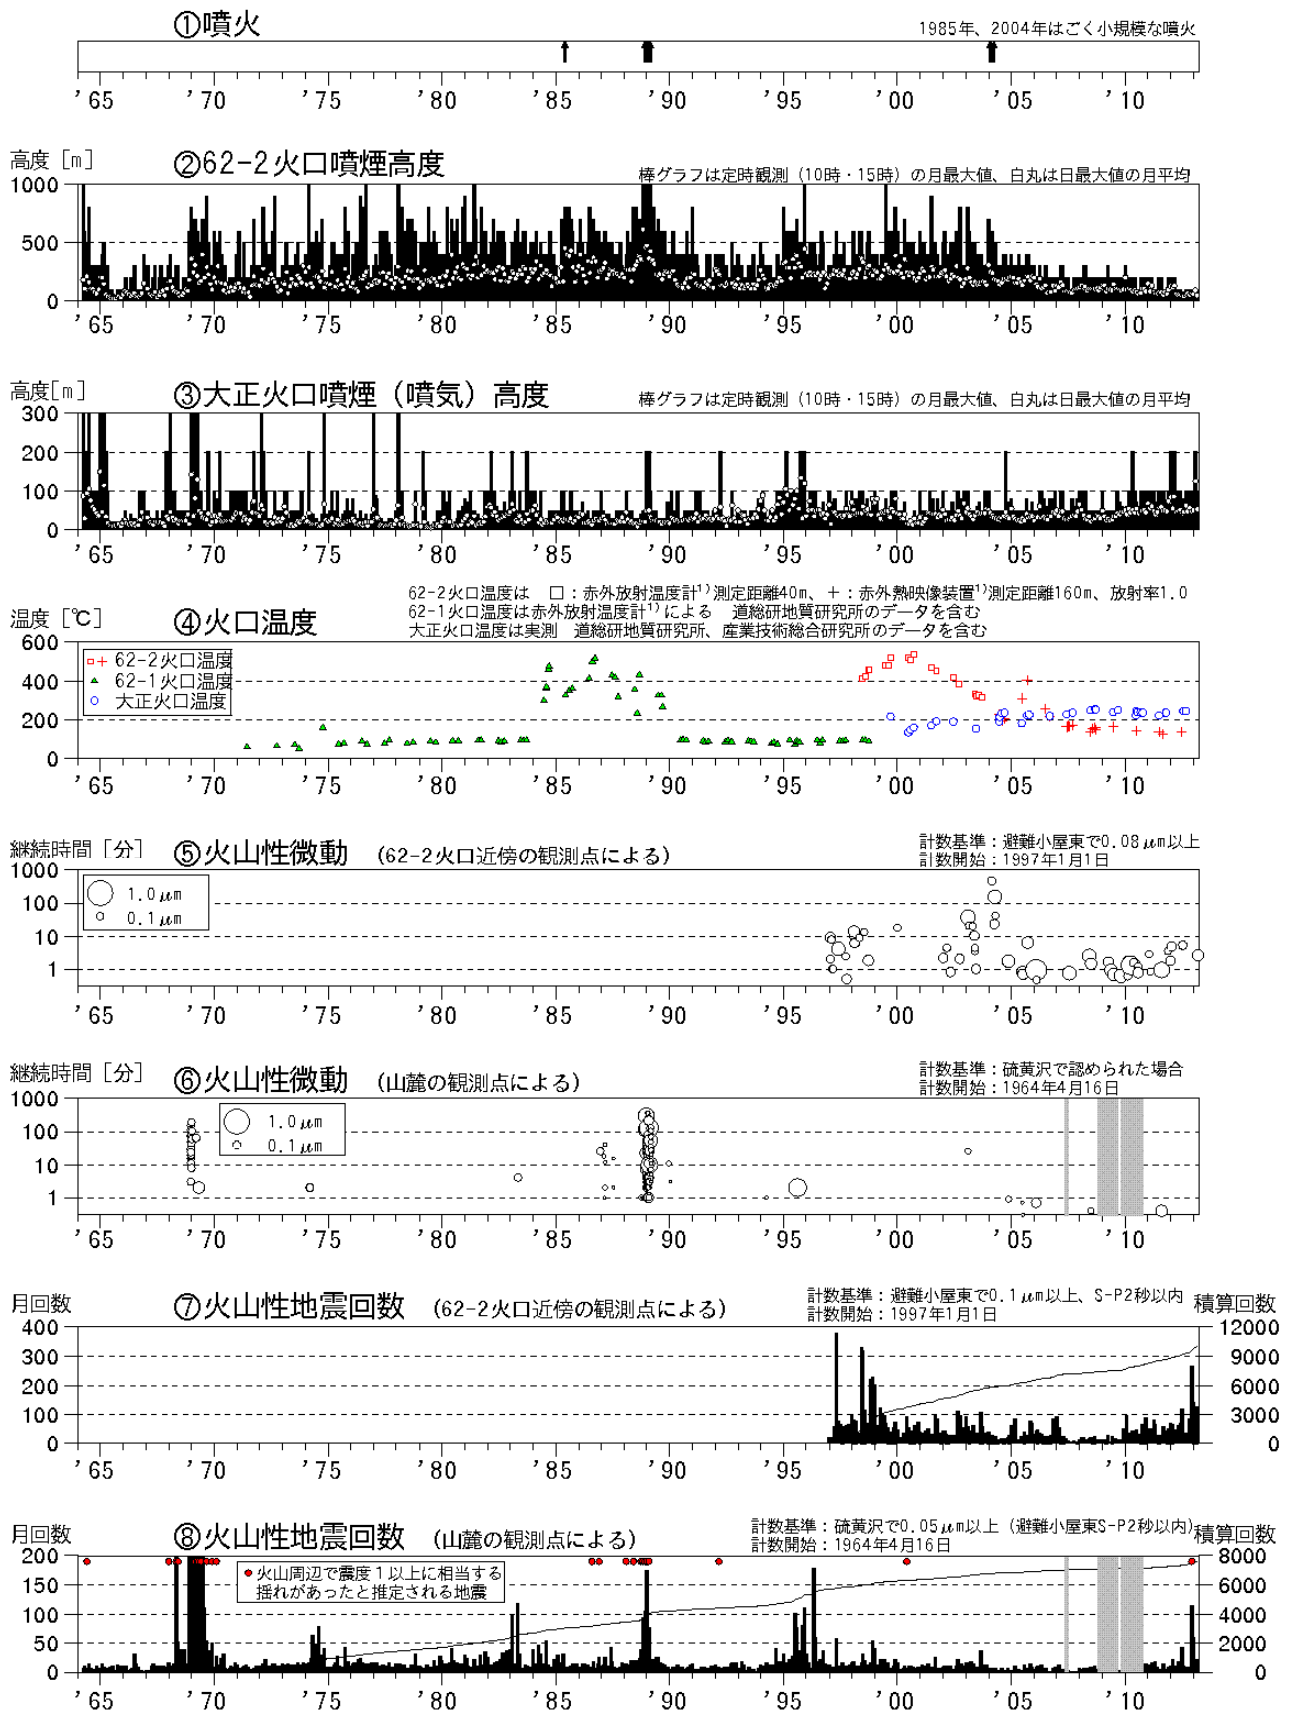 ①噴火
1985年、2004年はごく小規模な噴火
'65 '70 '75 '80 '85 '90 '95 '00 '05 '10
②62-2火口噴煙高度
高度［m］
棒グラフは定時観測（10時・15時）の月最大値、白丸は日最大値の月平均
1000
500
0
'65 '70 '75 '80 '85 '90 '95 '00 '05 '10
③大正火口噴煙（噴気）高度
高度［m］
棒グラフは定時観測（10時・15時）の月最大値、白丸は日最大値の月平均
300
200
100
0
'65 '70 '75 '80 '85 '90 '95 '00 '05 '10
62-2火口温度は　□：赤外放射温度計1)測定距離40m、＋：赤外熱映像装置1)測定距離160m、放射率1.0
62-1火口温度は赤外放射温度計1)による　道総研地質研究所のデータを含む
大正火口温度は実測　道総研地質研究所、産業技術総合研究所のデータを含む
温度［℃］
④火口温度
600
400
200
0
62-2火口温度
62-1火口温度
大正火口温度
'65 '70 '75 '80 '85 '90 '95 '00 '05 '10
継続時間［分］
⑤火山性微動　(62-2火口近傍の観測点による)
計数基準：避難小屋東で0.08μm以上
計数開始：1997年1月1日
1000
100
10
1
1.0μm
0.1μm
'65 '70 '75 '80 '85 '90 '95 '00 '05 '10
継続時間［分］
⑥火山性微動　(山麓の観測点による)
計数基準：硫黄沢で認められた場合
計数開始：1964年4月16日
1000
100
10
1
1.0μm
0.1μm
'65 '70 '75 '80 '85 '90 '95 '00 '05 '10
月回数
⑦火山性地震回数　(62-2火口近傍の観測点による)
計数基準：避難小屋東で0.1μm以上、S-P2秒以内
計数開始：1997年1月1日
積算回数
400 12000
300 9000
200 6000
100 3000
0 0
'65 '70 '75 '80 '85 '90 '95 '00 '05 '10
月回数
⑧火山性地震回数　(山麓の観測点による)
計数基準：硫黄沢で0.05μm以上（避難小屋東S-P2秒以内)
計数開始：1964年4月16日
積算回数
200 8000
150 6000
100 4000
50 2000
0 0
火山周辺で震度１以上に相当する
揺れがあったと推定される地震
'65 '70 '75 '80 '85 '90 '95 '00 '05 '10